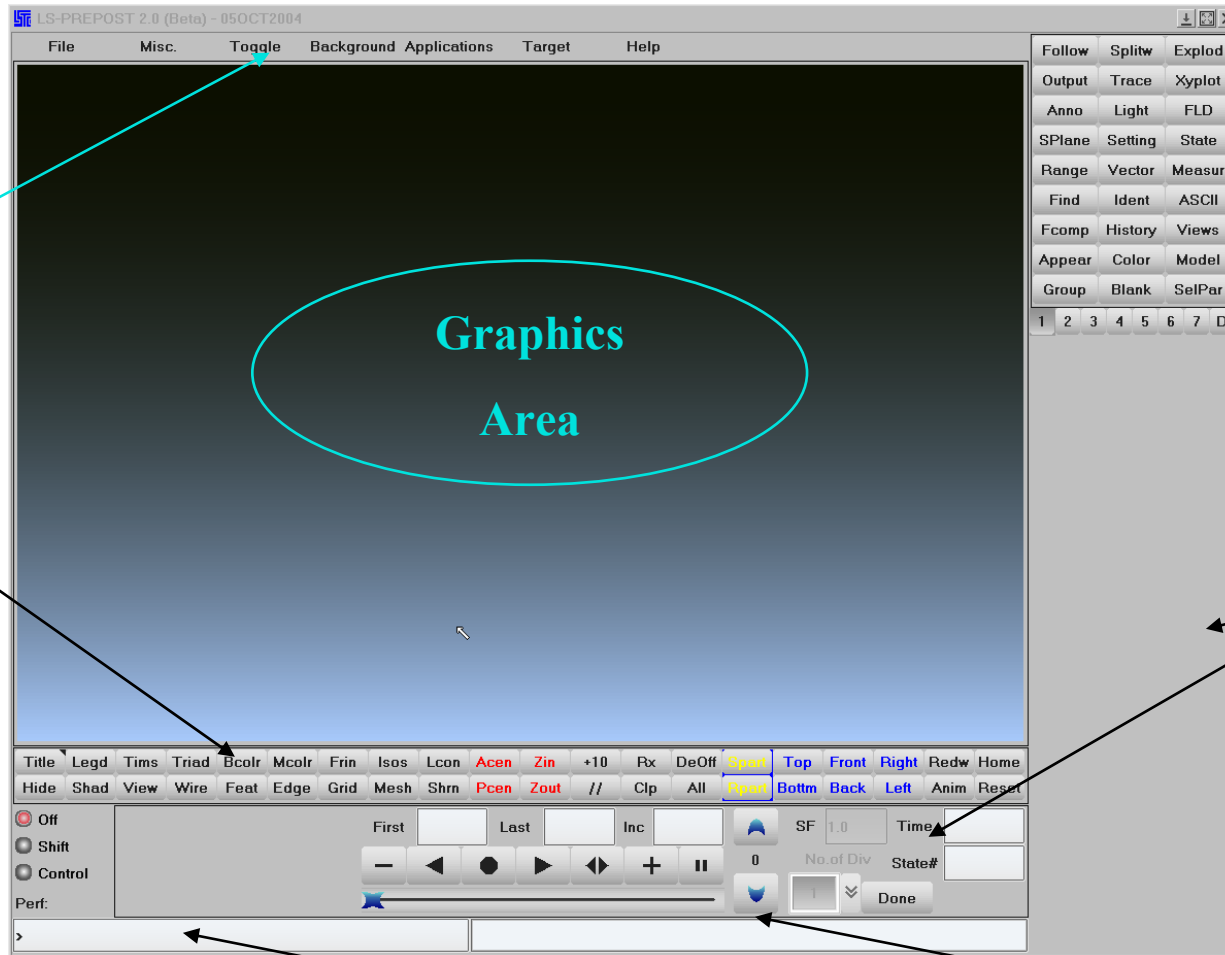 LS-PREPOST 2.0 (Beta) - 05OCT2004
File Misc. Toggle Background Applications Target Help
Follow Splitw Explod
Output Trace Xyplot
Anno Light FLD
SPlane Setting State
Range Vector Measur
Find Ident ASCII
Fcomp History Views
Appear Color Model
Group Blank SelPar
1 2 3 4 5 6 7 D
Graphics
Area
Title Legd Tims Triad Bcolr Mcolr Frin Isos Lcon Acen Zin +10 Rx DeOff Spart Top Front Right Redw Home
Hide Shad View Wire Feat Edge Grid Mesh Shrn Pcen Zout // Clp All Rpart Bottm Back Left Anim Reset
Off
Shift
Control
Perf:
First Last Inc
0
SF 1.0 Time
No.of Div State#
1 Done
>